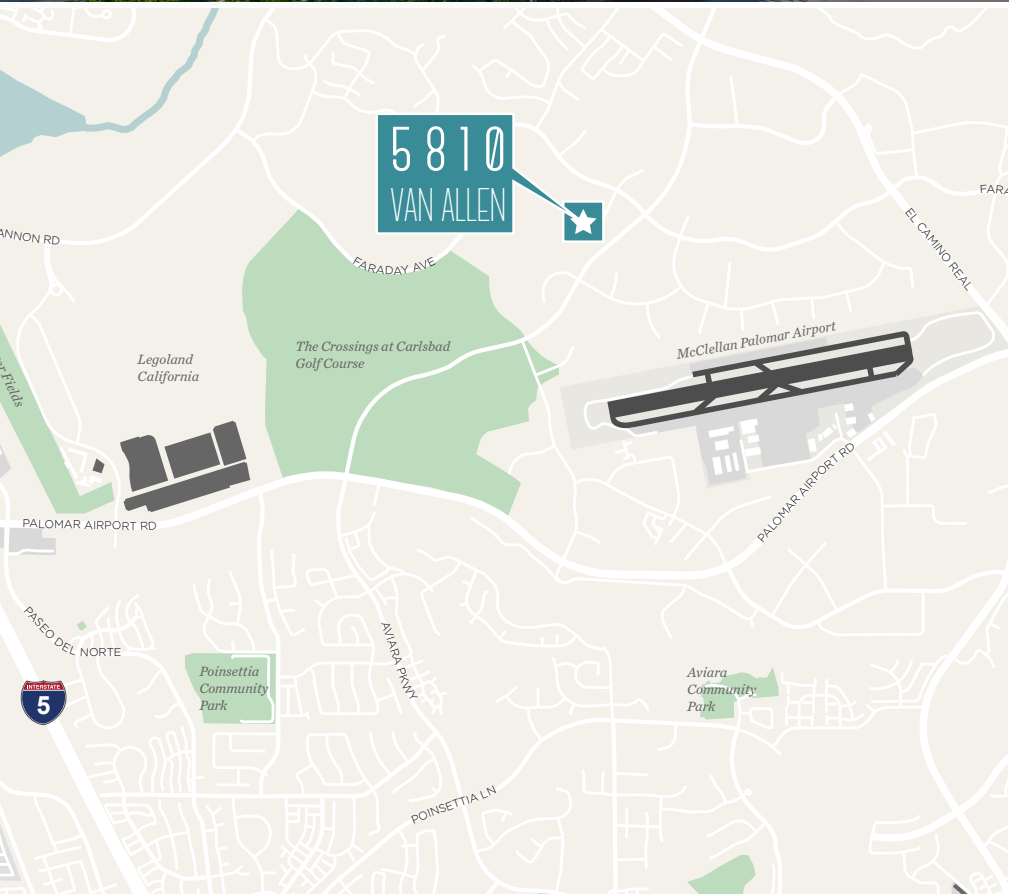 5810
VAN ALLEN
FARA
ANNON RD
EL CAMINO REAL
FARADAY AVE
McClellan Palomar Airport
The Crossings at Carlsbad
Golf Course
Legoland
California
er Fields
PALOMAR AIRPORT RD
PALOMAR AIRPORT RD
PASEO DEL NORTE
AVIARA PKWY
Poinsettia
Community
Park
Aviara
Community
Park
INTERSTATE
5
POINSETTIA LN